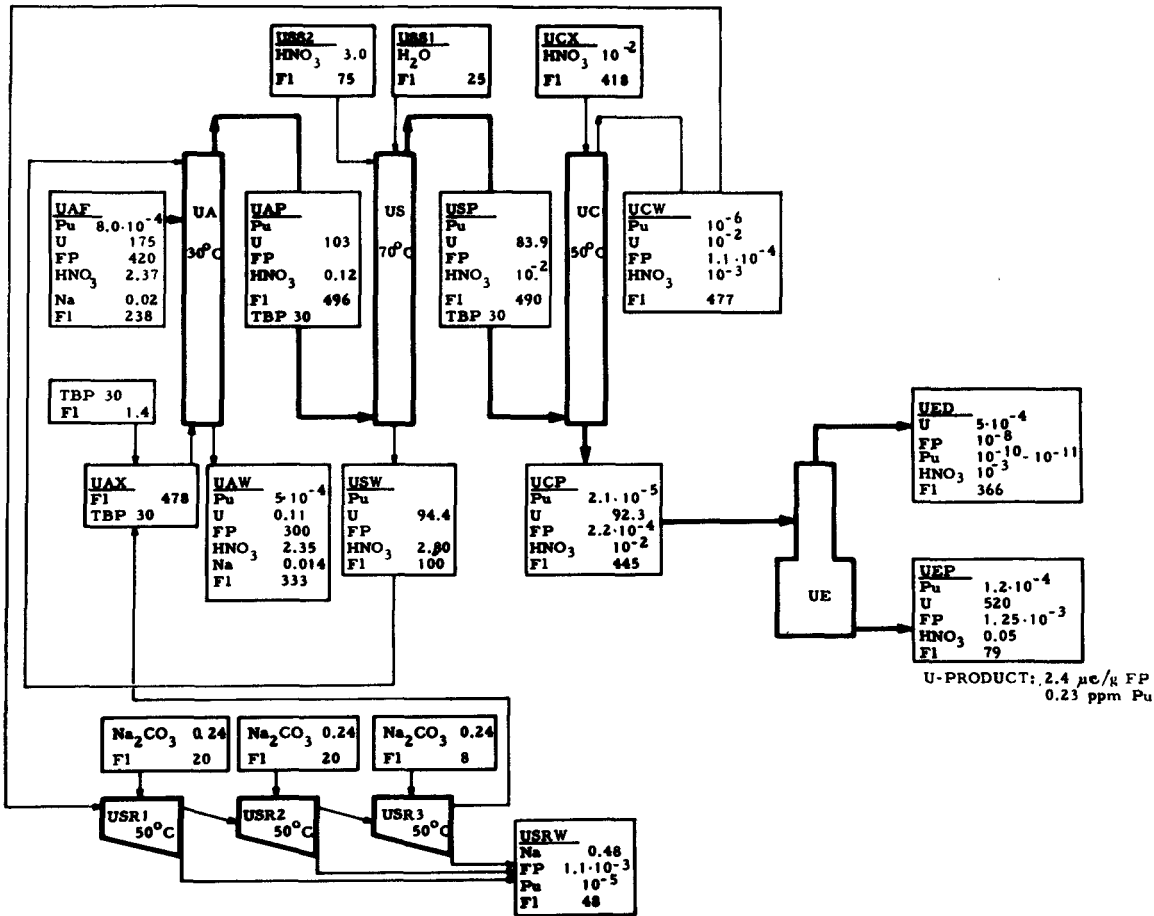 USS2
HNO3 3.0
Fl 75
USS1
H2O
Fl 25
UCX
HNO3 10-2
Fl 418
UAF
Pu 8.0·10-4
U 175
FP 420
HNO3 2.37
Na 0.02
Fl 238
UA
30°C
UAP
Pu
U 103
FP
HNO3 0.12
Fl 496
TBP 30
US
70°C
USP
Pu
U 83.9
FP
HNO3 10-2
Fl 490
TBP 30
UC
50°C
UCW
Pu 10-6
U 10-2
FP 1.1·10-4
HNO3 10-3
Fl 477
TBP 30
Fl 1.4
UAX
Fl 478
TBP 30
UAW
Pu 5·10-4
U 0.11
FP 300
HNO3 2.35
Na 0.014
Fl 333
USW
Pu
U 94.4
FP
HNO3 2.80
Fl 100
UCP
Pu 2.1·10-5
U 92.3
FP 2.2·10-4
HNO3 10-2
Fl 445
UE
UED
U 5·10-4
FP 10-8
Pu 10-10 - 10-11
HNO3 10-3
Fl 366
UEP
Pu 1.2·10-4
U 520
FP 1.25·10-3
HNO3 0.05
Fl 79
U-PRODUCT: 2.4 µc/g FP
0.23 ppm Pu
Na2CO3 0.24
Fl 20
Na2CO3 0.24
Fl 20
Na2CO3 0.24
Fl 8
USR1
50°C
USR2
50°C
USR3
50°C
USRW
Na 0.48
FP 1.1·10-3
Pu 10-5
Fl 48